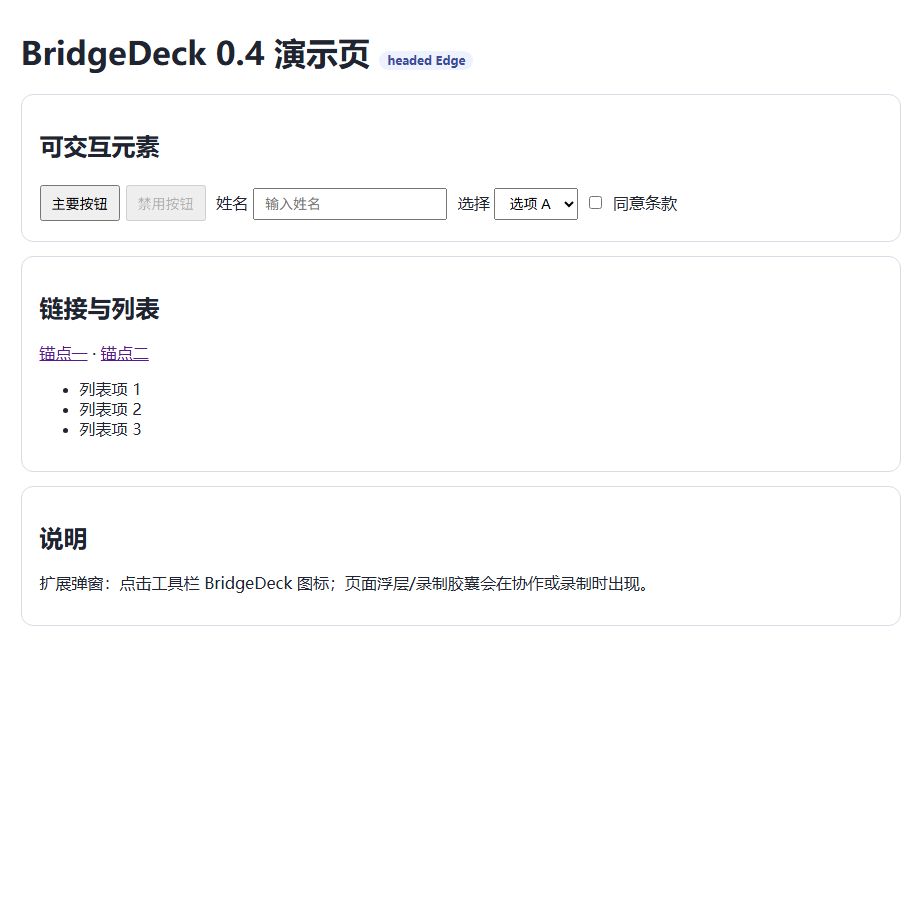 BridgeDeck 0.4 演示页 headed Edge
可交互元素
主要按钮 禁用按钮 姓名 输入姓名 选择 选项 A 同意条款
链接与列表
锚点一 · 锚点二
列表项 1
列表项 2
列表项 3
说明
扩展弹窗：点击工具栏 BridgeDeck 图标；页面浮层/录制胶囊会在协作或录制时出现。